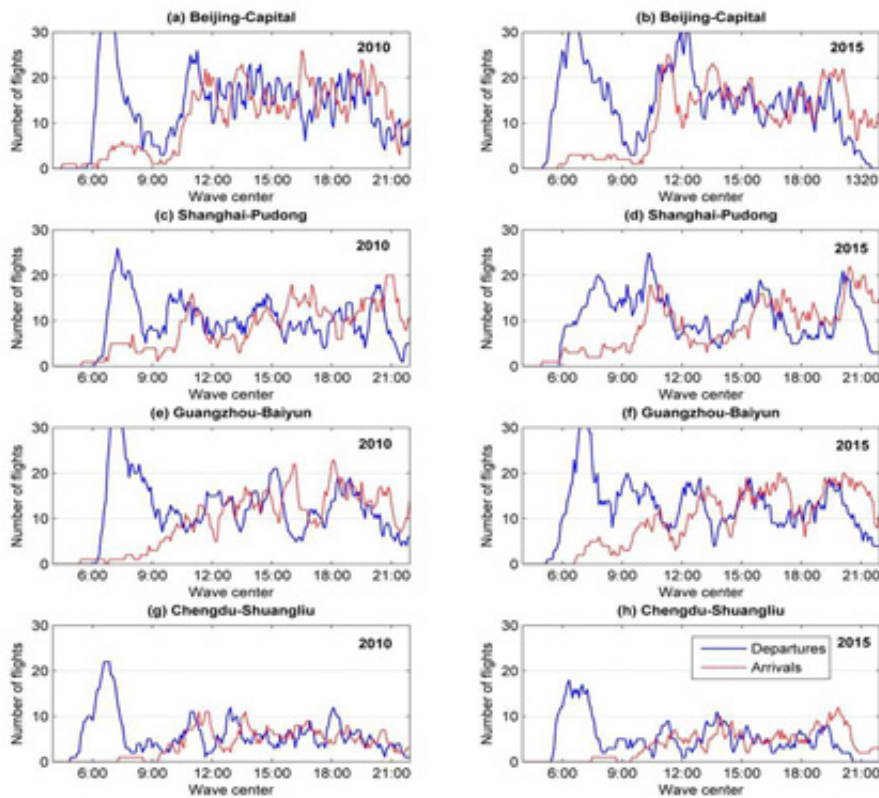 (a) Beijing-Capital
(b) Beijing-Capital
30
2010
30
2015
20
20
10
10
0
0
Number of flights
Number of flights
6:00 9:00 12:00 15:00 18:00 21:00
6:00 9:00 12:00 15:00 18:00 1320
Wave center
Wave center
(c) Shanghai-Pudong
(d) Shanghai-Pudong
30
2010
30
2015
20
20
10
10
0
0
Number of flights
Number of flights
6:00 9:00 12:00 15:00 18:00 21:00
6:00 9:00 12:00 15:00 18:00 21:00
Wave center
Wave center
(e) Guangzhou-Baiyun
(f) Guangzhou-Baiyun
30
2010
30
2015
20
20
10
10
0
0
Number of flights
Number of flights
6:00 9:00 12:00 15:00 18:00 21:00
6:00 9:00 12:00 15:00 18:00 21:00
Wave center
Wave center
(g) Chengdu-Shuangliu
(h) Chengdu-Shuangliu
30
2010
30
2015
Departures
Arrivals
20
20
10
10
0
0
Number of flights
Number of flights
6:00 9:00 12:00 15:00 18:00 21:00
6:00 9:00 12:00 15:00 18:00 21:00
Wave center
Wave center